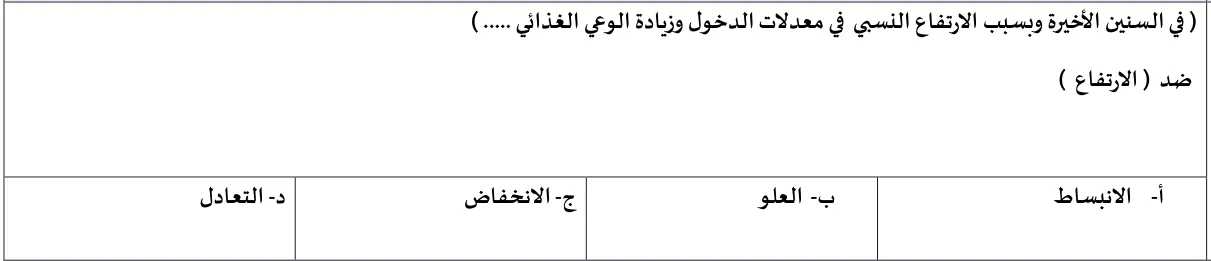 ( في السنين الأخيرة وبسبب الارتفاع النسبي في معدلات الدخول وزيادة الوعي الغذائي ..... )
ضد ( الارتفاع )
أ- الانبساط
ب- العلو
ج- الانخفاض
د- التعادل